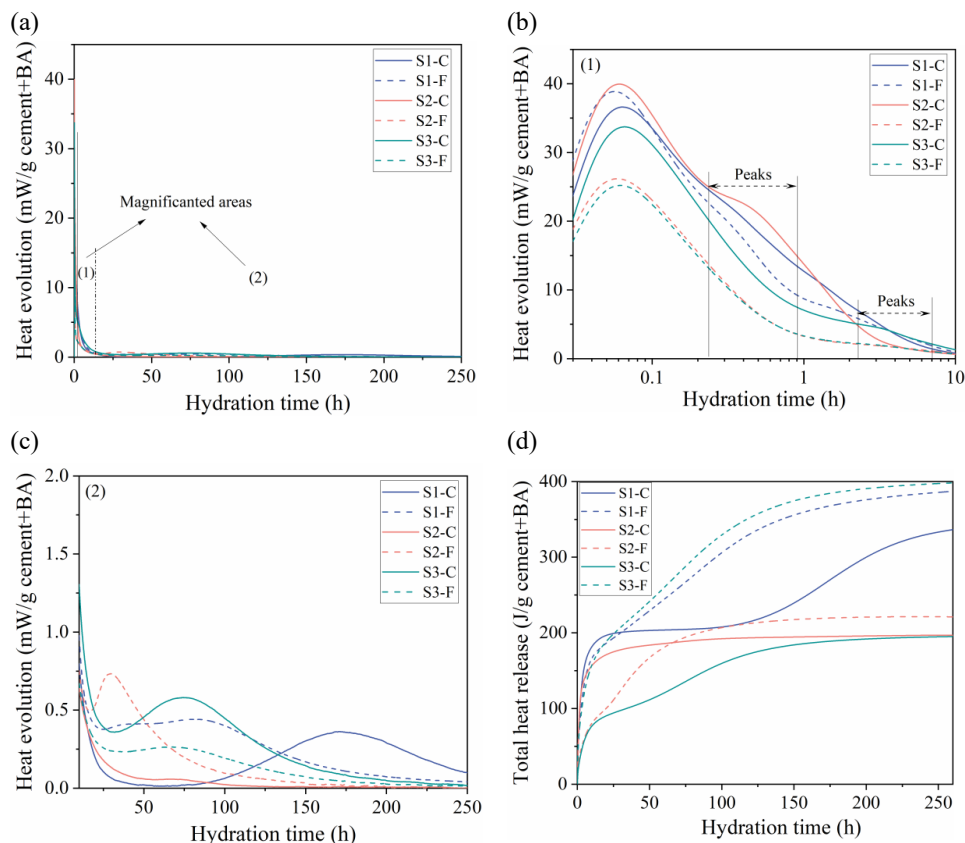 (a)
Heat evolution (mW/g cement+BA)
40
30
20
10
0
S1-C
S1-F
S2-C
S2-F
S3-C
S3-F
Magnificanted areas
(1)
(2)
0 50 100 150 200 250
Hydration time (h)
(b)
Heat evolution (mW/g cement+BA)
(1)
50
40
30
20
10
0
S1-C
S1-F
S2-C
S2-F
S3-C
S3-F
Peaks
Peaks
0.1 1 10
Hydration time (h)
(c)
Heat evolution (mW/g cement+BA)
(2)
2.0
1.5
1.0
0.5
0.0
S1-C
S1-F
S2-C
S2-F
S3-C
S3-F
50 100 150 200 250
Hydration time (h)
(d)
Total heat release (J/g cement+BA)
400
300
200
100
0
S1-C
S1-F
S2-C
S2-F
S3-C
S3-F
0 50 100 150 200 250
Hydration time (h)